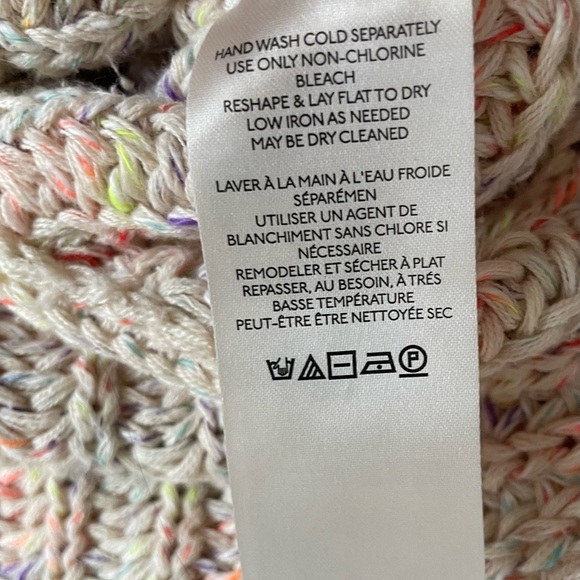 HAND WASH COLD SEPARATELY
USE ONLY NON-CHLORINE
BLEACH
RESHAPE & LAY FLAT TO DRY
LOW IRON AS NEEDED
MAY BE DRY CLEANED
LAVER À LA MAIN À L'EAU FROIDE
SÉPARÉMEN
UTILISER UN AGENT DE
BLANCHIMENT SANS CHLORE SI
NÉCESSAIRE
REMODELER ET SÉCHER À PLAT
REPASSER, AU BESOIN, À TRÉS
BASSE TEMPÉRATURE
PEUT-ÊTRE ÊTRE NETTOYÉE SEC
P